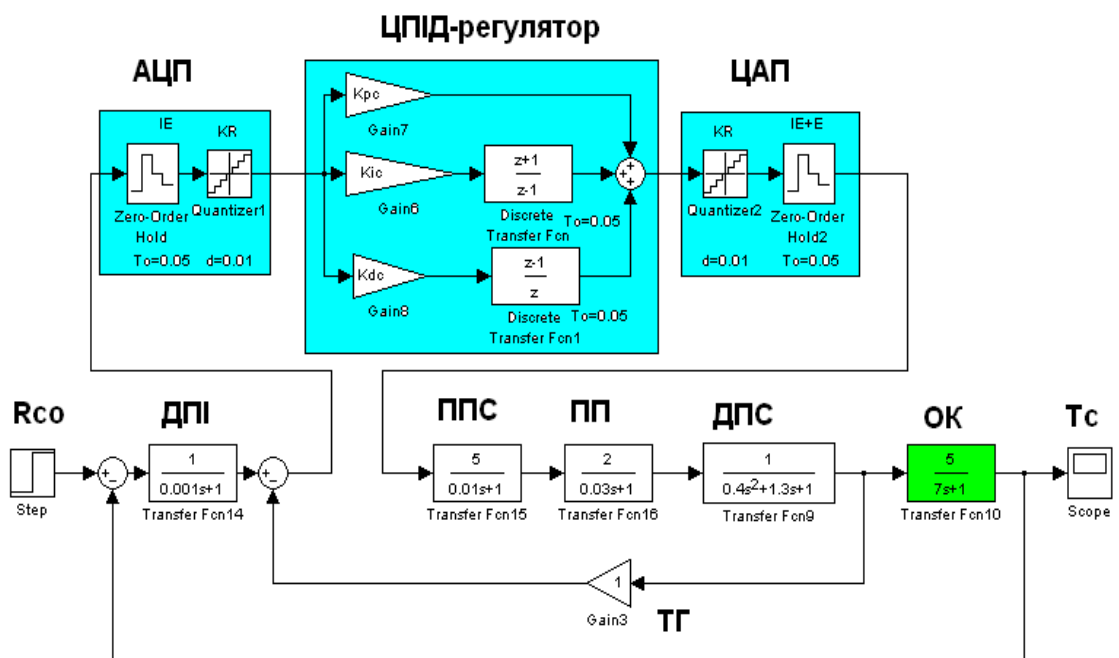 ЦПІД-регулятор
АЦП
ЦАП
IE
KR
Zero-Order
Hold
Quantizer1
To=0.05
d=0.01
Kpc
Gain7
Kic
Gain6
z+1
z-1
Discrete
Transfer Fcn
To=0.05
Kdc
Gain8
z-1
z
Discrete
Transfer Fcn1
To=0.05
KR
IE+E
Quantizer2
Zero-Order
Hold2
d=0.01
To=0.05
Rco
ДПІ
ППС
ПП
ДПС
ОК
Тс
Step
1
0.001s+1
Transfer Fcn14
5
0.01s+1
Transfer Fcn15
2
0.03s+1
Transfer Fcn16
1
0.4s²+1.3s+1
Transfer Fcn9
5
7s+1
Transfer Fcn10
Scope
1
Gain3
ТГ